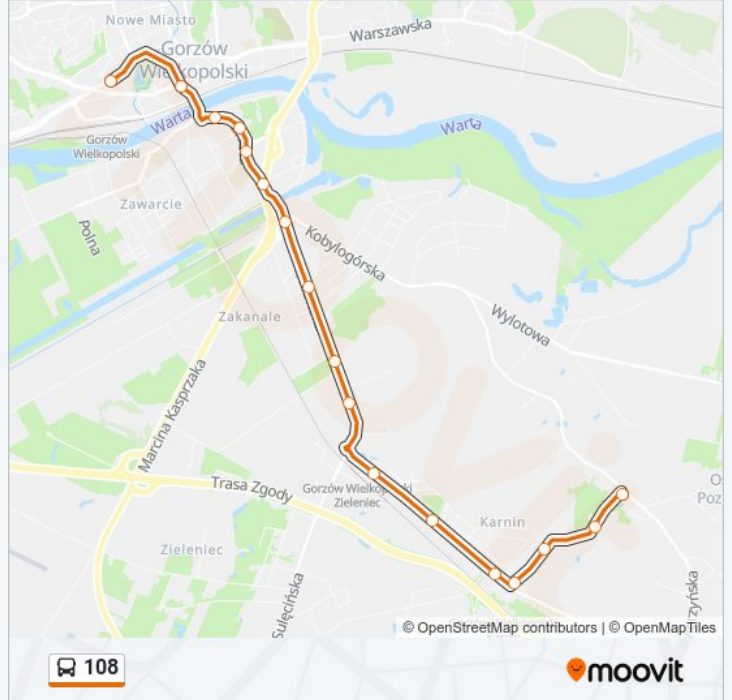 Nowe Miasto
Warszawska
Gorzów
Wielkopolski
Warta
Warta
Gorzów
Wielkopolski
Zawarcie
Polna
Kobylogórska
Zakanale
Wylotowa
Marcina Kasprzaka
Trasa Zgody
Gorzów Wielkopolski
Zieleniec
Karnin
Zieleniec
Sulęcińska
© OpenStreetMap contributors | © OpenMapTiles
108
moovit